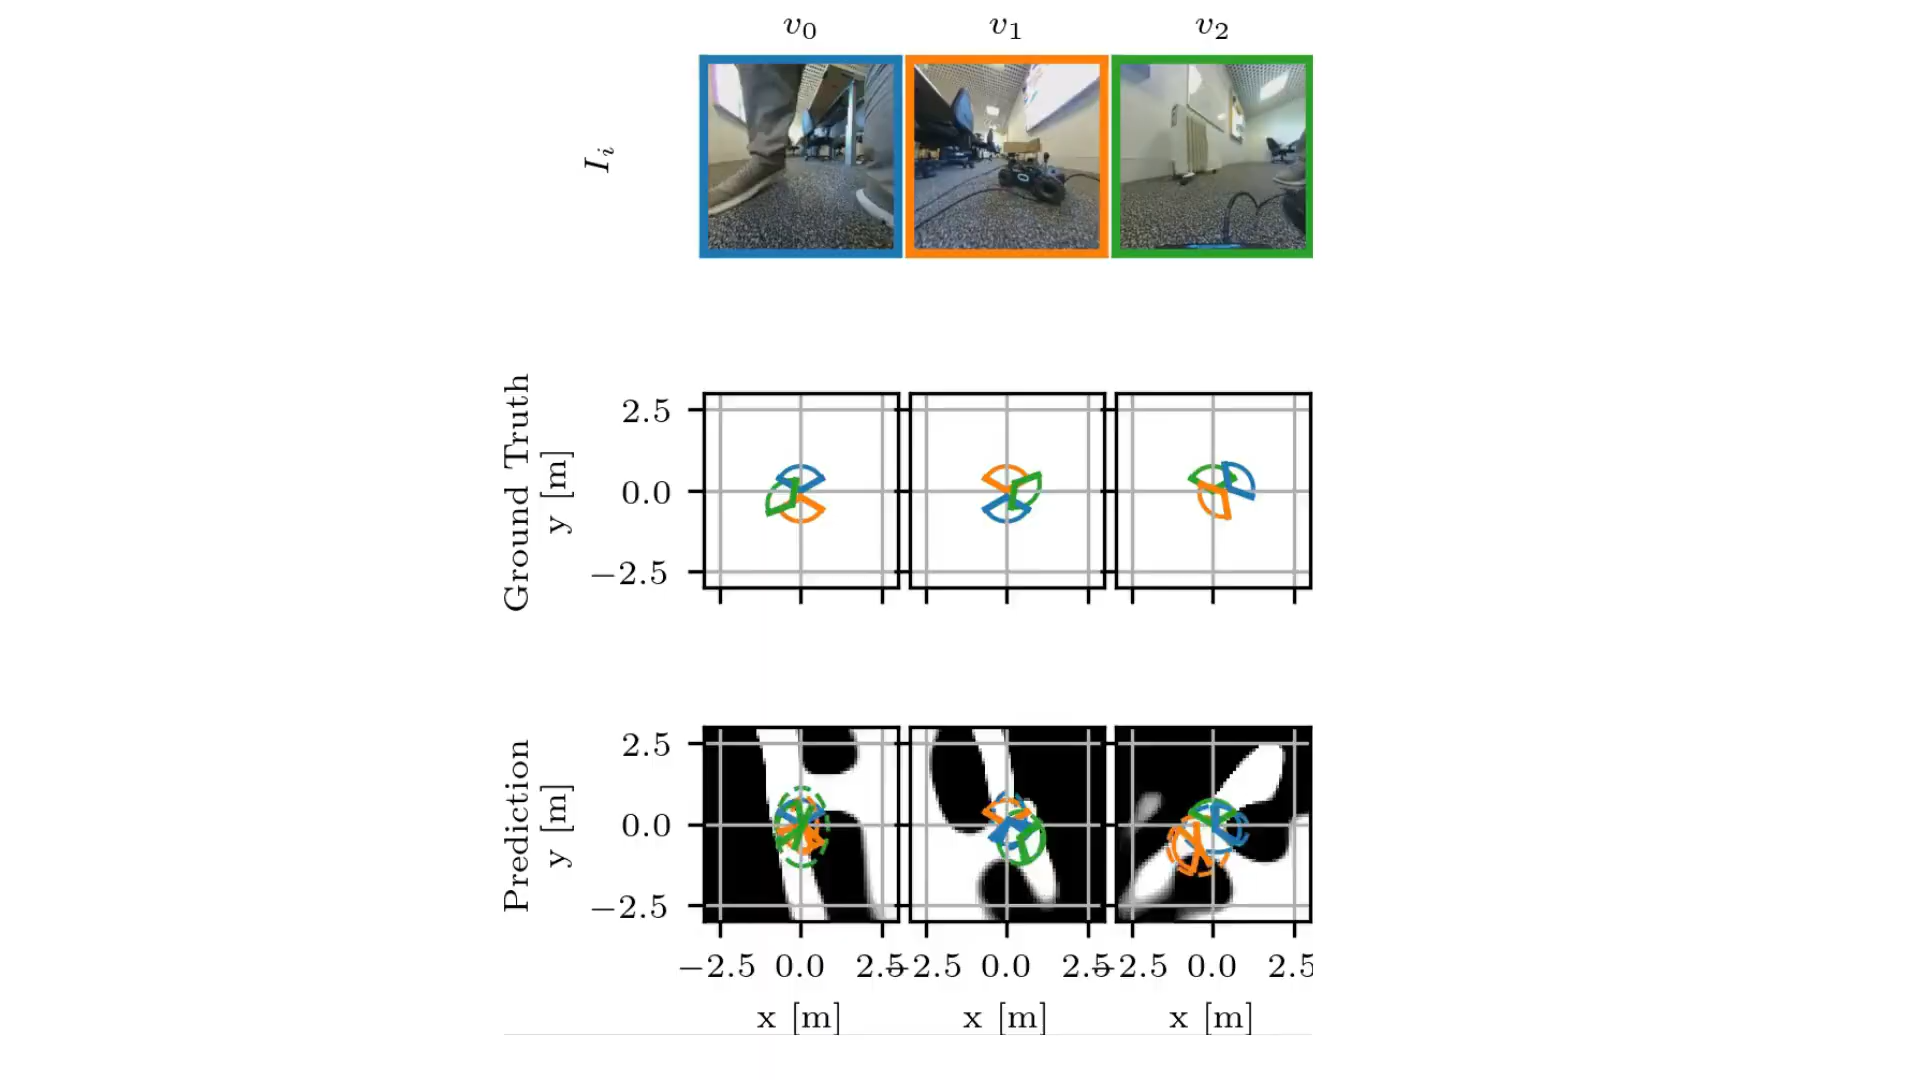 v₀ v₁ v₂
Iᵢ
Ground Truth
y [m]
2.5
0.0
−2.5
Prediction
y [m]
2.5
0.0
−2.5
−2.5 0.0 2.5 −2.5 0.0 2.5 −2.5 0.0 2.5
x [m] x [m] x [m]